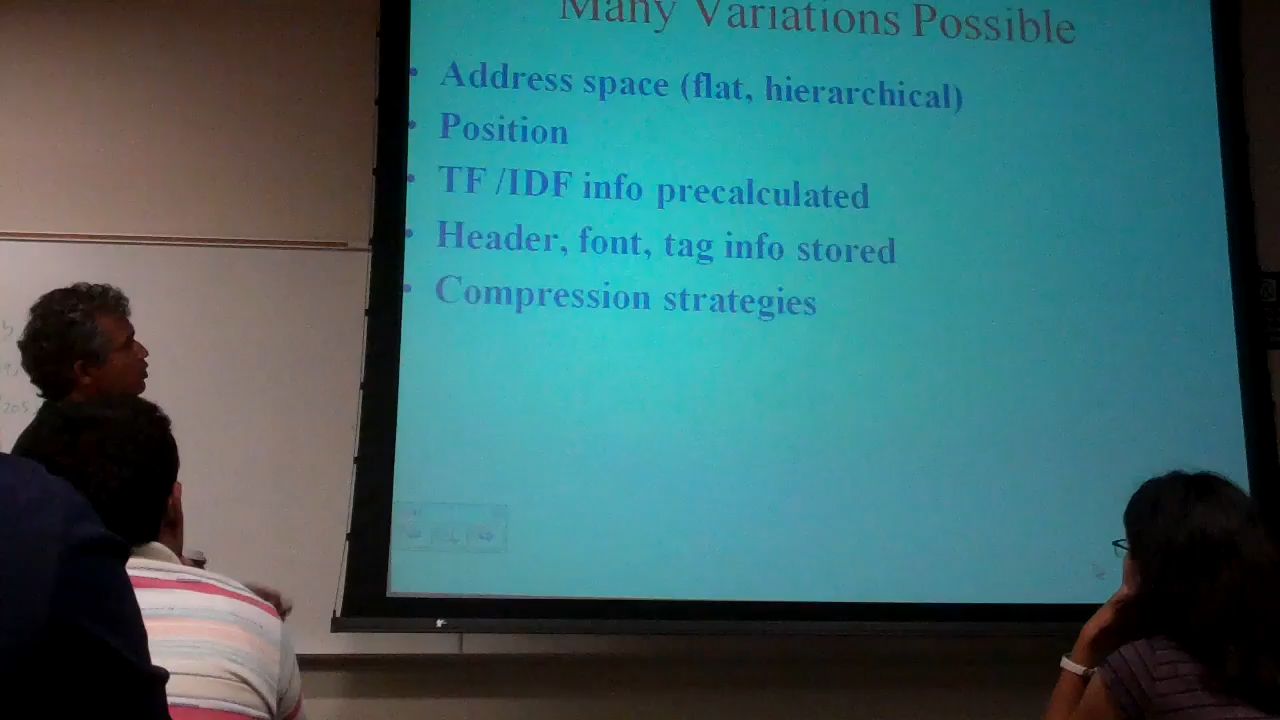 Many Variations Possible
• Address space (flat, hierarchical)
• Position
• TF /IDF info precalculated
• Header, font, tag info stored
• Compression strategies